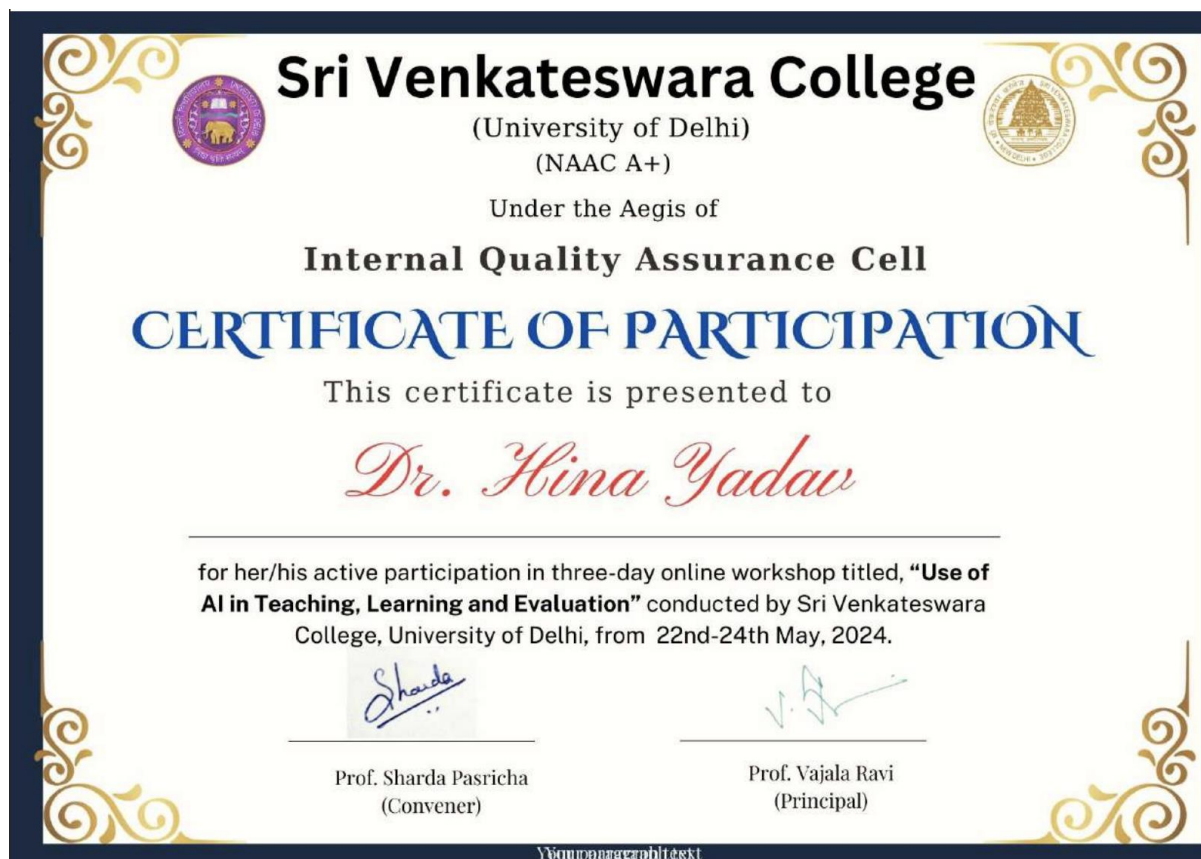 Sri Venkateswara College
(University of Delhi)
(NAAC A+)
Under the Aegis of
Internal Quality Assurance Cell
CERTIFICATE OF PARTICIPATION
This certificate is presented to
Dr. Hina Yadav
for her/his active participation in three-day online workshop titled, “Use of
AI in Teaching, Learning and Evaluation” conducted by Sri Venkateswara
College, University of Delhi, from 22nd-24th May, 2024.
Sharda
Prof. Sharda Pasricha
(Convener)
Prof. Vajala Ravi
(Principal)